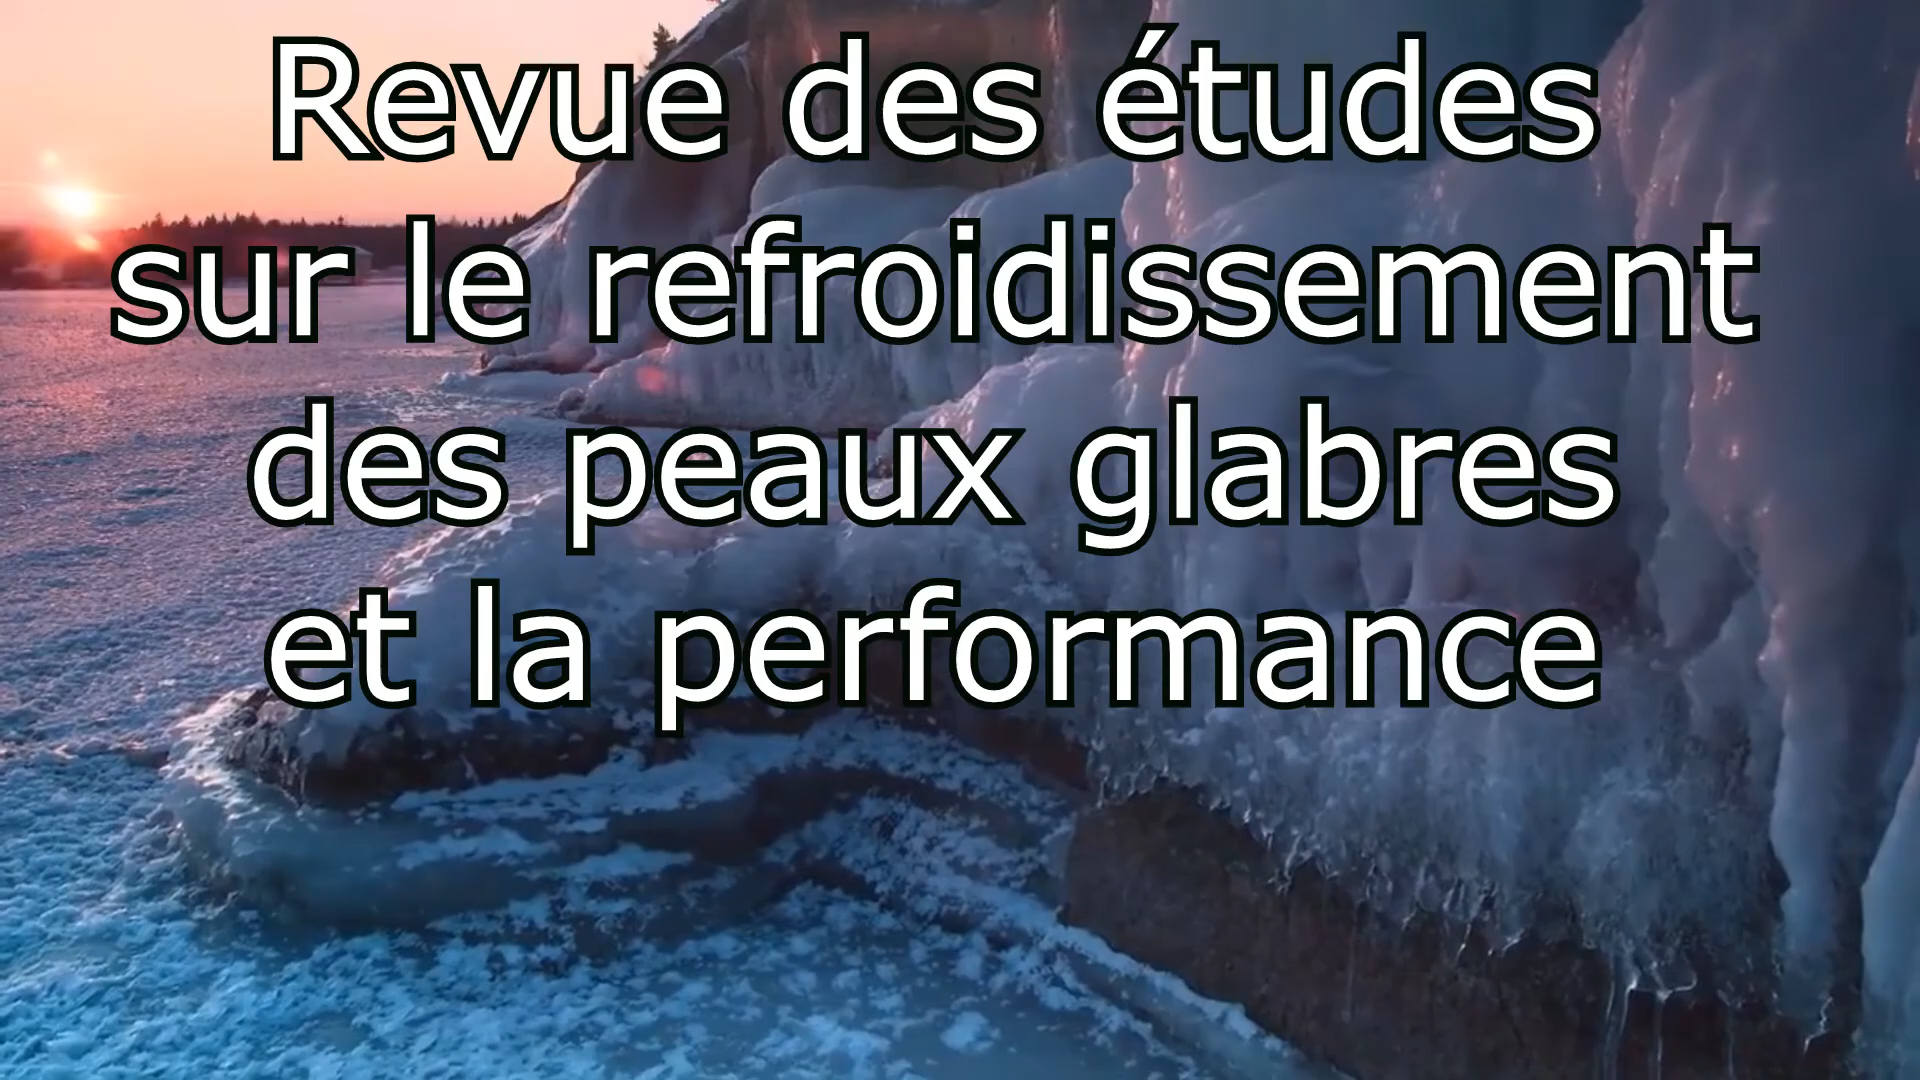 Revue des études
sur le refroidissement
des peaux glabres
et la performance